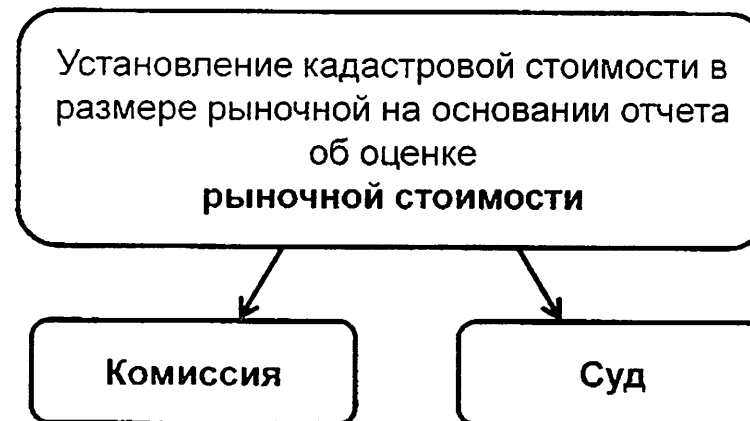 Установление кадастровой стоимости в
размере рыночной на основании отчета
об оценке
рыночной стоимости
Комиссия
Суд